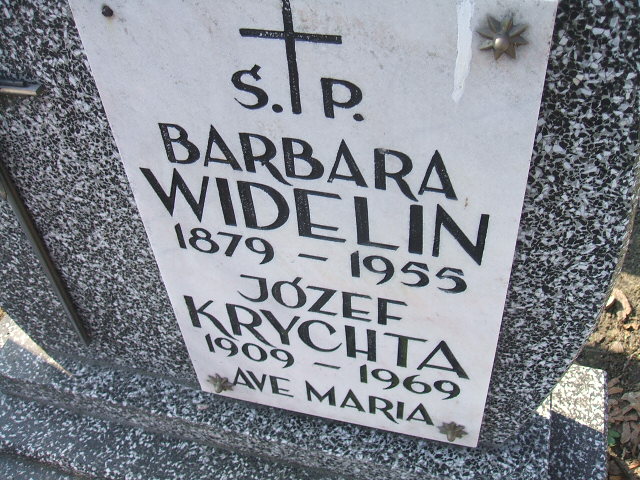 Ś. P.
BARBARA
WIDELIN
1879 – 1955
JÓZEF
KRYCHTA
1909 – 1969
AVE MARIA